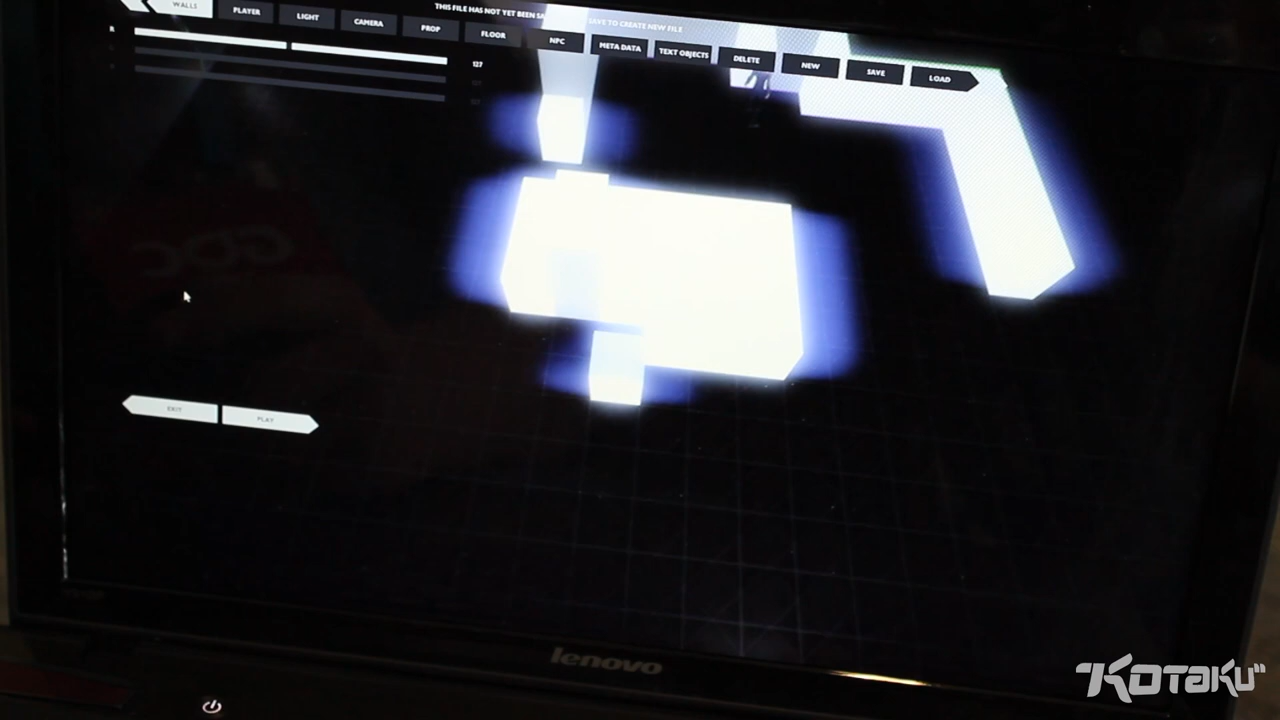 WALLS
PLAYER
LIGHT
CAMERA
PROP
FLOOR
NPC
META DATA
TEXT OBJECTS
DELETE
NEW
SAVE
LOAD
THIS FILE HAS NOT YET BEEN SA
SAVE TO CREATE NEW FILE
R
127
GDC
EXIT
PLAY
lenovo
"KOTAKU"